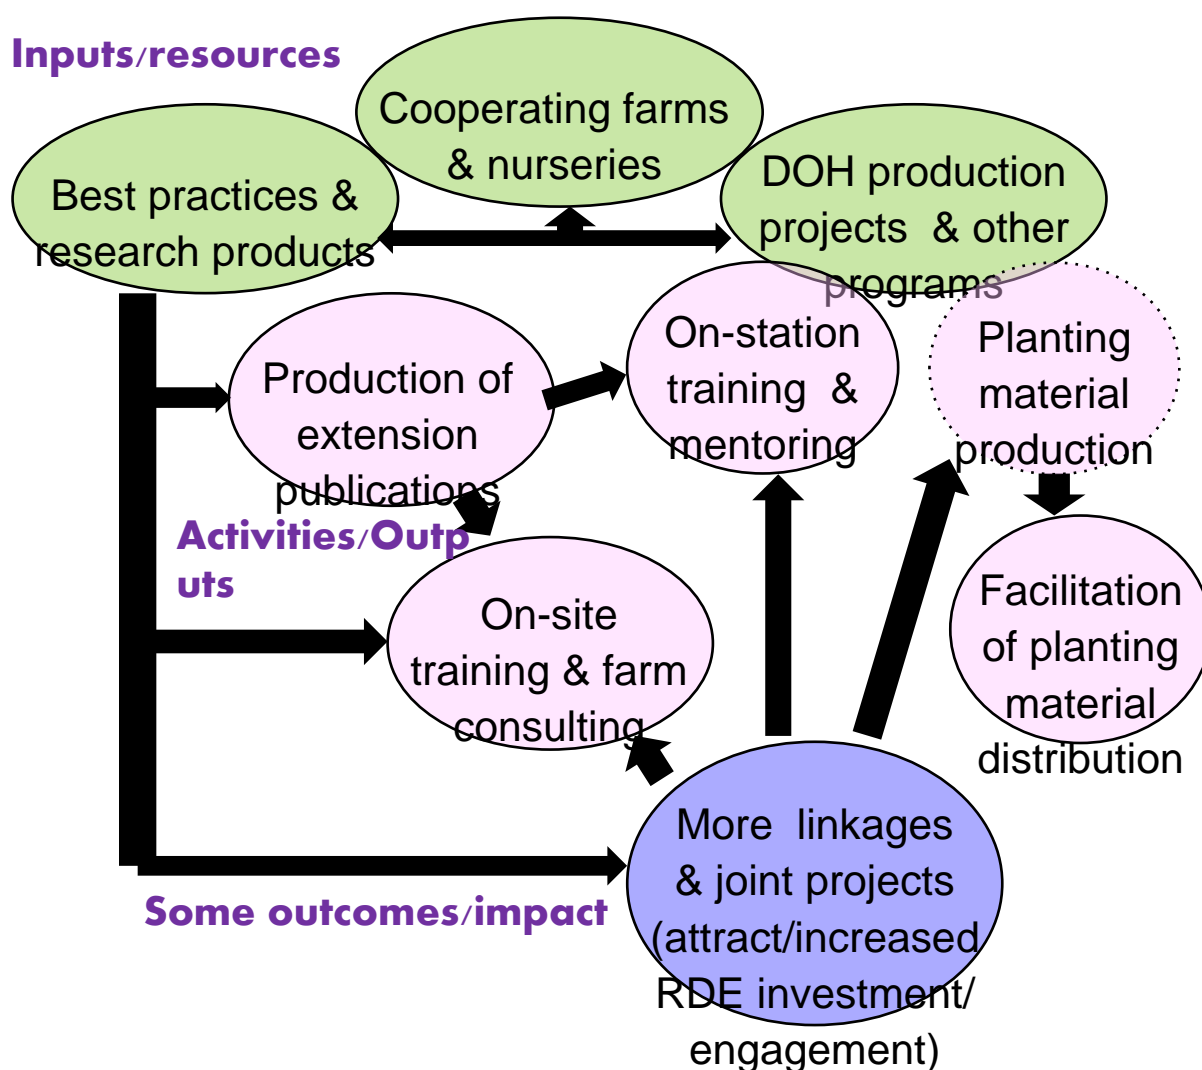 Inputs/resources
Cooperating farms
& nurseries
Best practices &
research products
DOH production
projects & other
programs
Production of
extension
publications
On-station
training &
mentoring
Planting
material
production
Activities/Outp
uts
On-site
training & farm
consulting
Facilitation
of planting
material
distribution
More linkages
& joint projects
(attract/increased
RDE investment/
engagement)
Some outcomes/impact